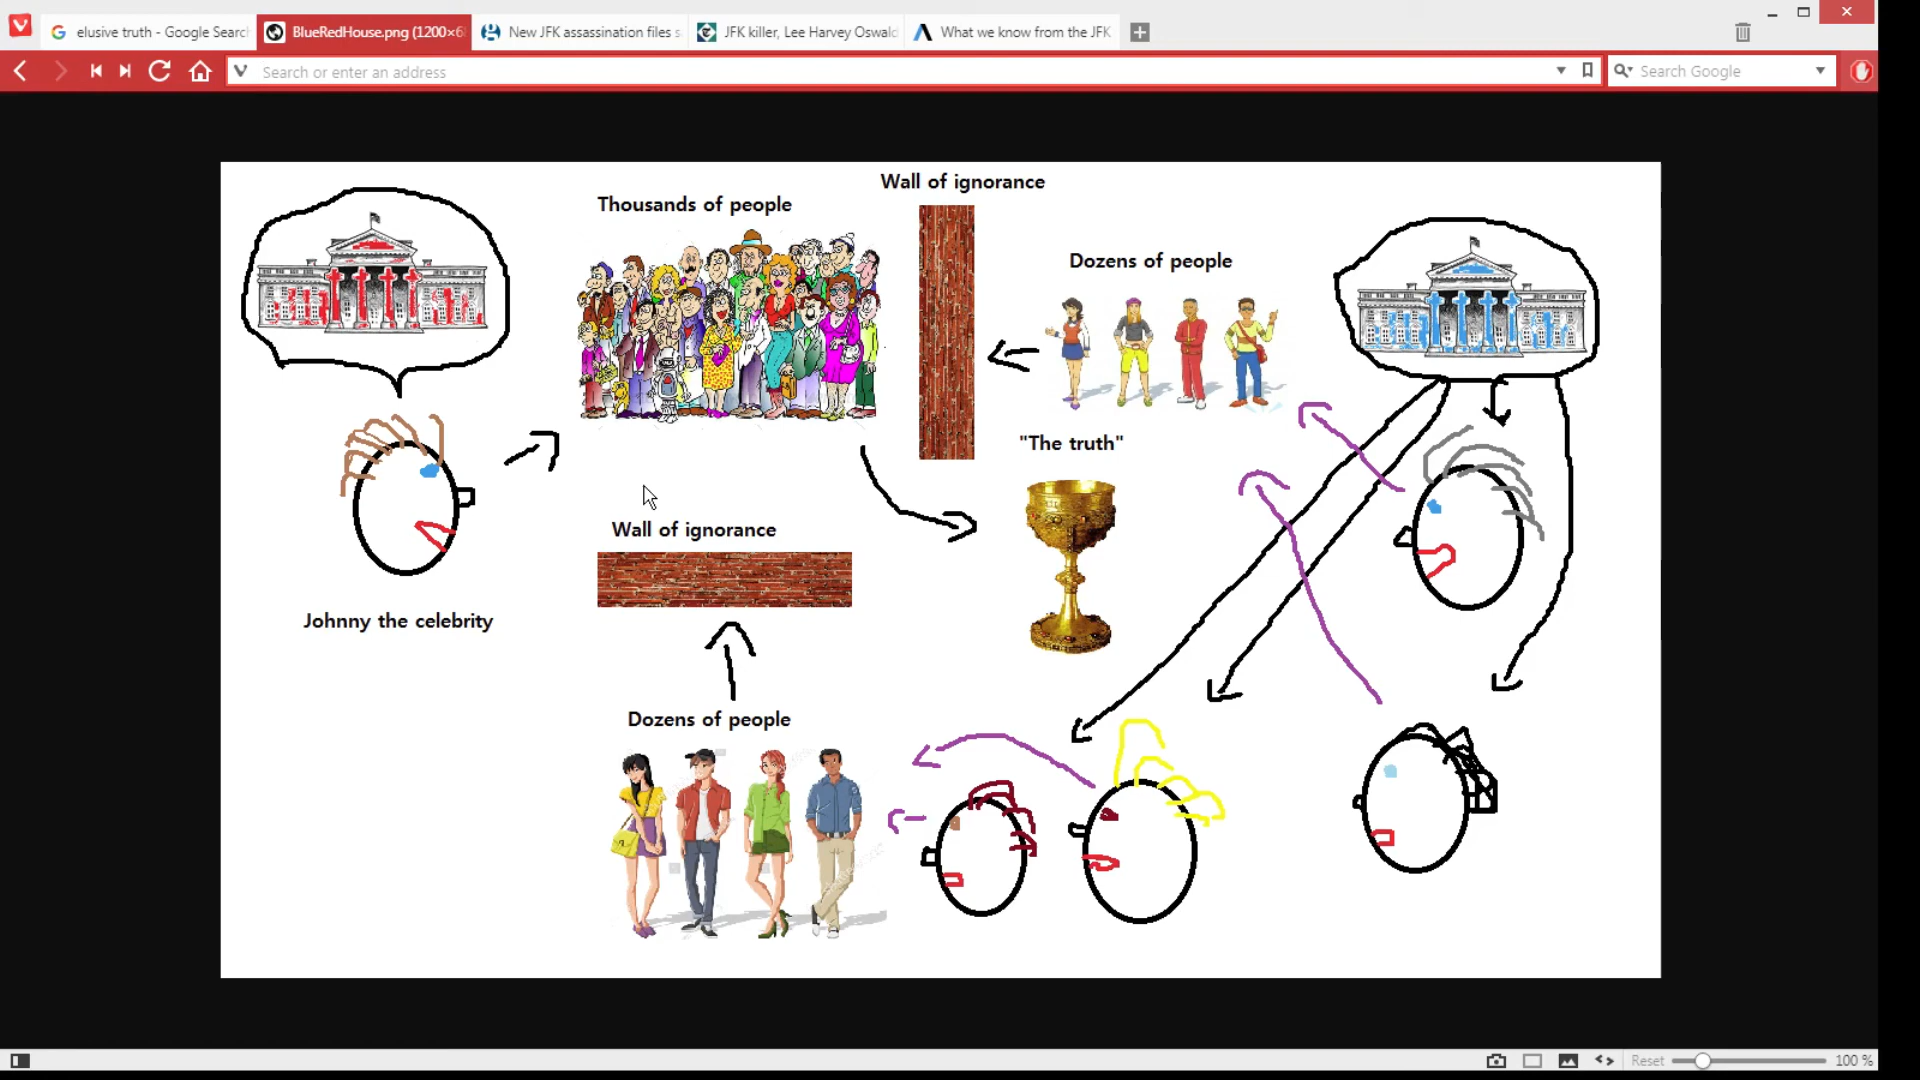 elusive truth - Google Searc
BlueRedHouse.png (1200×6
New JFK assassination files s
JFK killer, Lee Harvey Oswald
What we know from the JFK
Search or enter an address
Search Google
Wall of ignorance
Thousands of people
Dozens of people
"The truth"
Wall of ignorance
Johnny the celebrity
Dozens of people
Reset
100 %